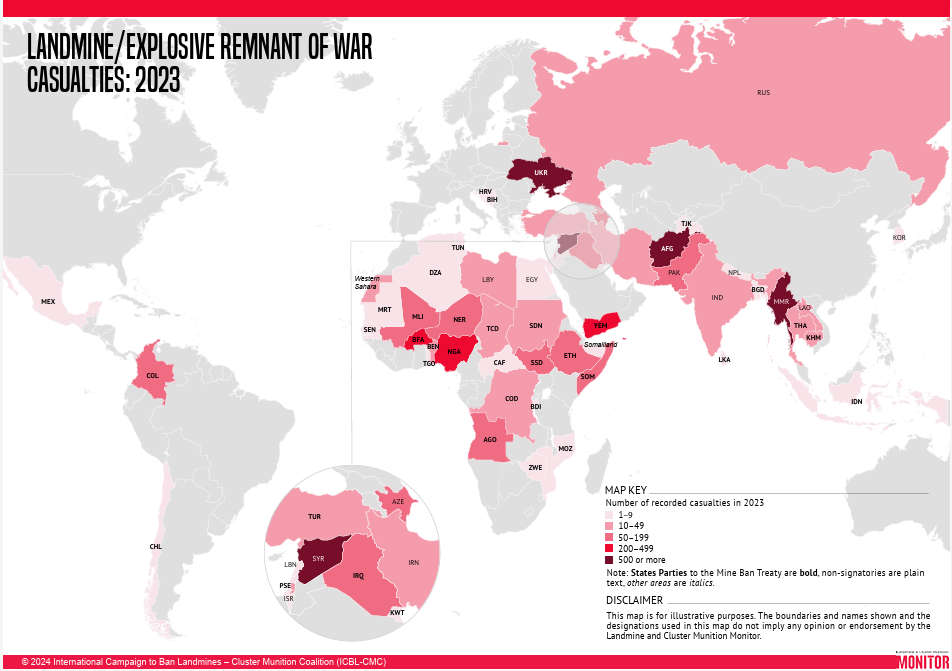 LANDMINE/EXPLOSIVE REMNANT OF WAR
CASUALTIES: 2023
RUS
UKR
HRV
BIH
TJK
KOR
TUN
AFG
DZA
LBY
EGY
PAK
NPL
Western
Sahara
IND
BGD
MMR
LAO
MEX
MRT
MLI
NER
TCD
SDN
YEM
THA
SEN
BFA
BEN
NGA
Somaliland
KHM
TGO
CAF
SSD
ETH
LKA
COL
SOM
COD
BDI
IDN
AGO
MOZ
ZWE
CHL
AZE
TUR
SYR
IRN
LBN
IRQ
PSE
ISR
KWT
MAP KEY
Number of recorded casualties in 2023
1–9
10–49
50–199
200–499
500 or more
Note: States Parties to the Mine Ban Treaty are bold, non-signatories are plain
text, other areas are italics.
DISCLAIMER
This map is for illustrative purposes. The boundaries and names shown and the
designations used in this map do not imply any opinion or endorsement by the
Landmine and Cluster Munition Monitor.
© 2024 International Campaign to Ban Landmines – Cluster Munition Coalition (ICBL-CMC)
MONITOR